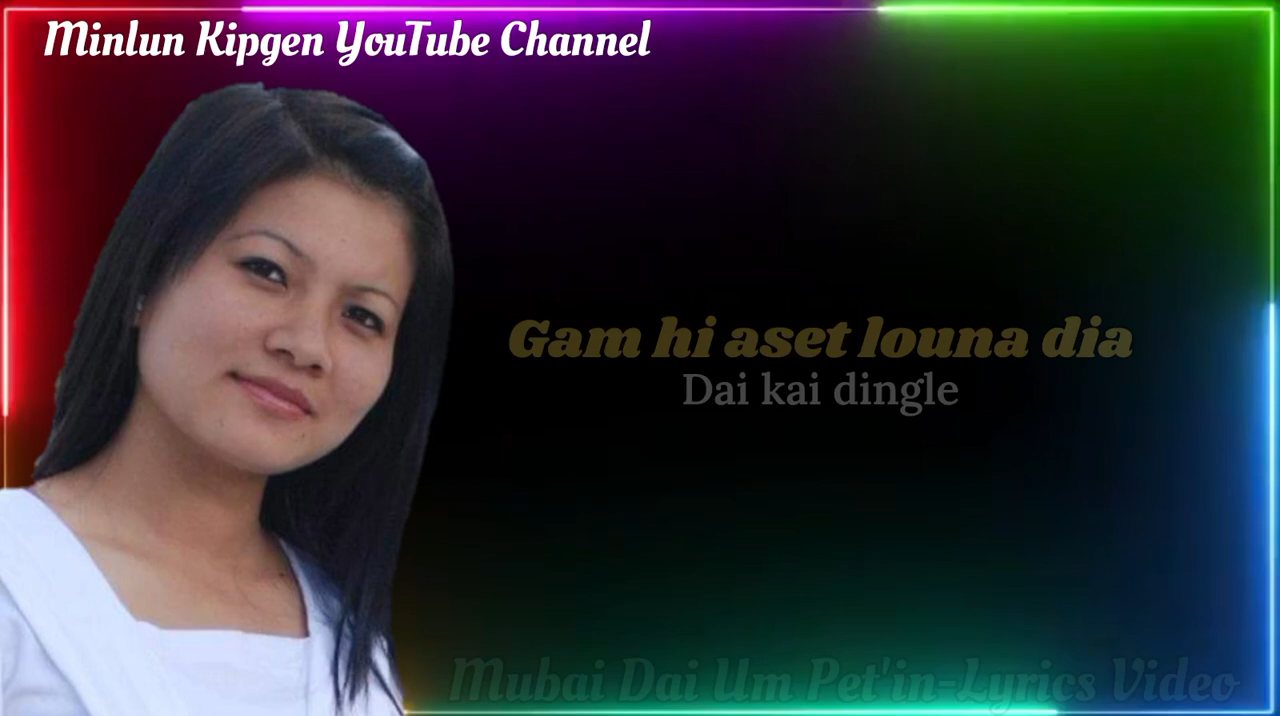 Minlun Kipgen YouTube Channel
Gam hi aset louna dia
Dai kai dingle
Mubai Dai Um Pet'in-Lyrics Video